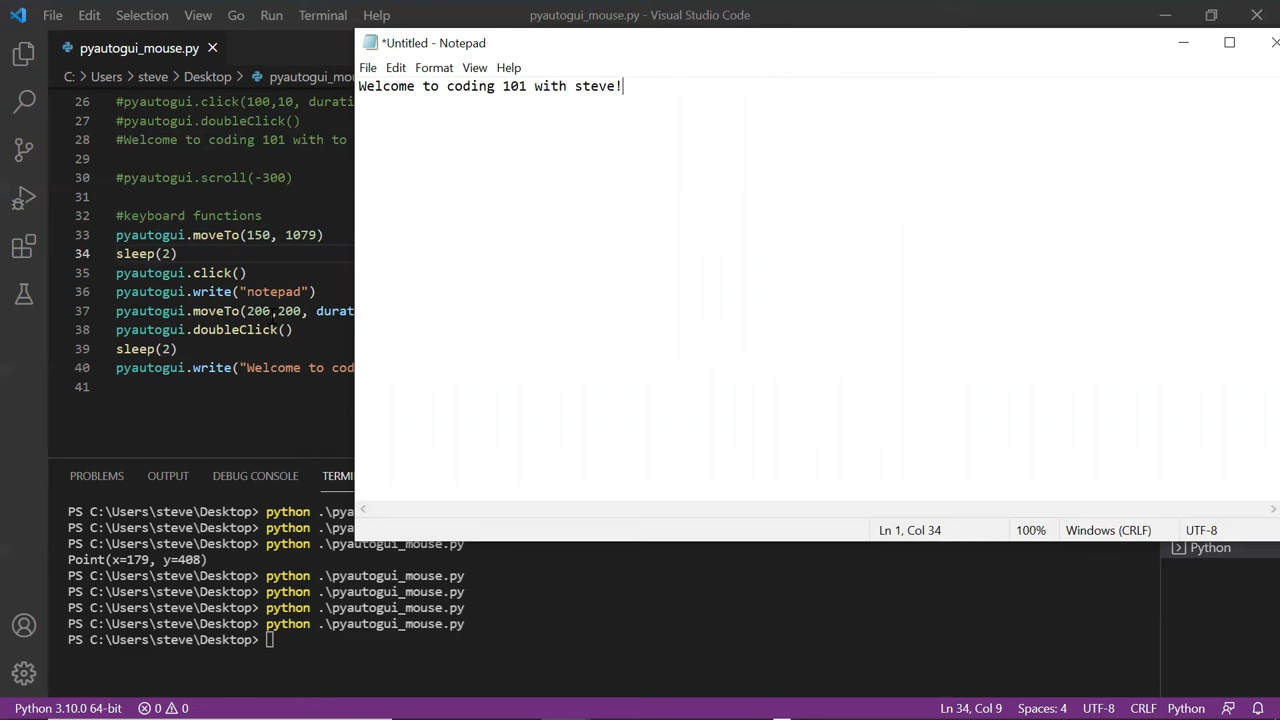 File Edit Selection View Go Run Terminal Help pyautogui_mouse.py - Visual Studio Code
pyautogui_mouse.py
C: > Users > steve > Desktop >
26 #pyautogui.click(100,10,
27 #pyautogui.doubleClick()
28 #Welcome to coding 101 with to
29
30 #pyautogui.scroll(-300)
31
32 #keyboard functions
33 pyautogui.moveTo(150, 1079)
34 sleep(2)
35 pyautogui.click()
36 pyautogui.write("notepad")
37 pyautogui.moveTo(200,200,
38 pyautogui.doubleClick()
39 sleep(2)
40 pyautogui.write("Welcome to
41
*Untitled - Notepad
File Edit Format View Help
Welcome to coding 101 with steve!
Ln 1, Col 34 100% Windows (CRLF) UTF-8
PROBLEMS OUTPUT DEBUG CONSOLE
PS C:\Users\steve\Desktop> python
PS C:\Users\steve\Desktop> python
PS C:\Users\steve\Desktop> python .\pyautogui_mouse.py
Point(x=179, y=408)
PS C:\Users\steve\Desktop> python .\pyautogui_mouse.py
PS C:\Users\steve\Desktop> python .\pyautogui_mouse.py
PS C:\Users\steve\Desktop> python .\pyautogui_mouse.py
PS C:\Users\steve\Desktop> python .\pyautogui_mouse.py
PS C:\Users\steve\Desktop>
Python
Python 3.10.0 64-bit 0 0 Ln 34, Col 9 Spaces: 4 UTF-8 CRLF Python